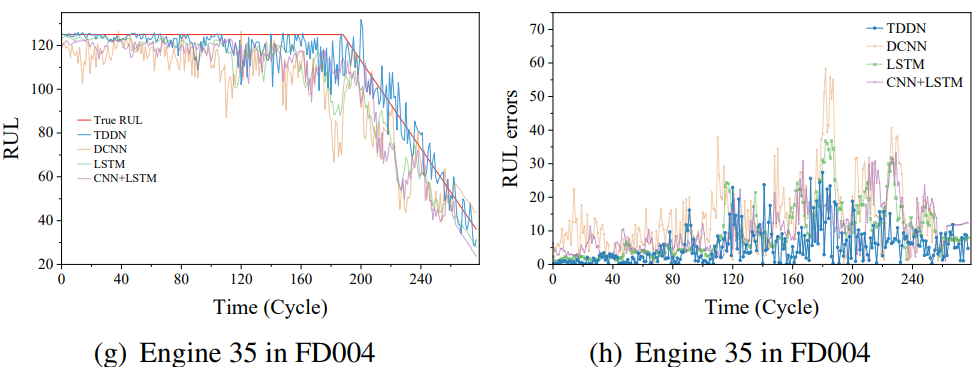 RUL
120
100
80
60
40
20
0 40 80 120 160 200 240
True RUL
TDDN
DCNN
LSTM
CNN+LSTM
Time (Cycle)
(g) Engine 35 in FD004
RUL errors
70
60
50
40
30
20
10
0
0 40 80 120 160 200 240
TDDN
DCNN
LSTM
CNN+LSTM
Time (Cycle)
(h) Engine 35 in FD004